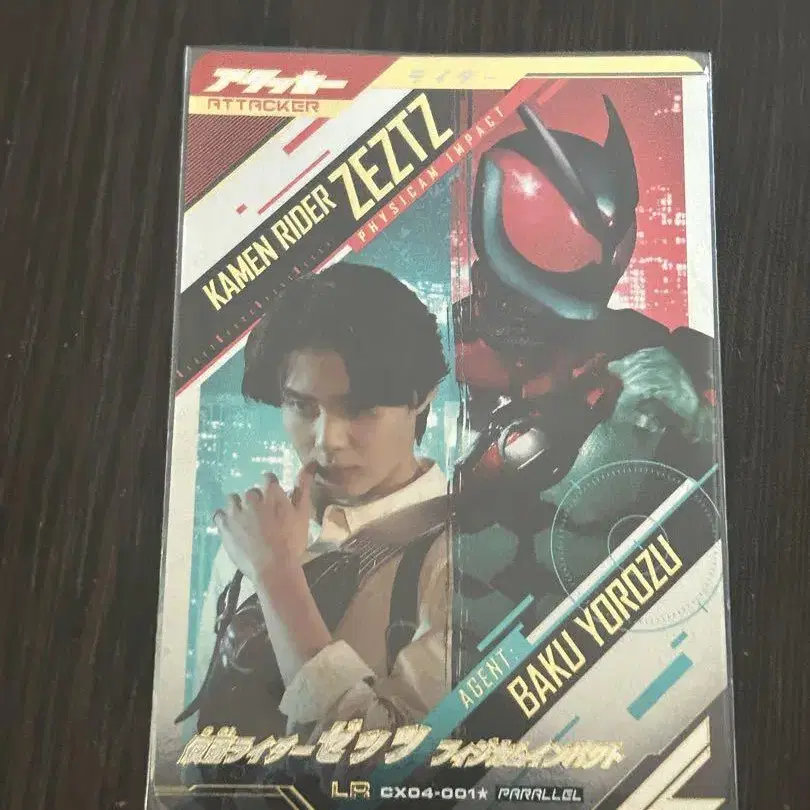 アタッカー
ATTACKER
ライダー
KAMEN RIDER ZEZTZ
PHYSICAM IMPACT
AGENT:
BAKU YOROZU
仮面ライダーゼッツ フィジカムインパクト
LR CX04-001★ PARALLEL